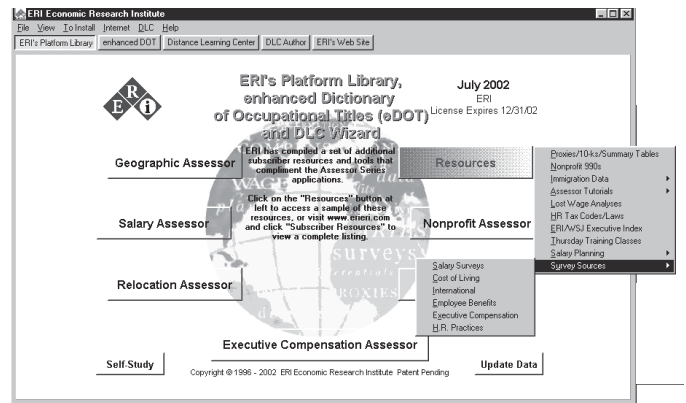 ERI Economic Research Institute
File View To Install Internet DLC Help
ERI's Platform Library enhanced DOT Distance Learning Center DLC Author ERI's Web Site
ERI
ERI's Platform Library,
enhanced Dictionary
of Occupational Titles (eDOT)
and DLC Wizard
July 2002
ERI
License Expires 12/31/02
ERI has compiled a set of additional
subscriber resources and tools that
compliment the Assessor Series
applications.
Click on the "Resources" button at
left to access a sample of these
resources, or visit www.erieri.com
and click "Subscriber Resources" to
view a complete listing.
Geographic Assessor
Resources
Salary Assessor
Nonprofit Assessor
Relocation Assessor
Executive Compensation Assessor
Self-Study
Update Data
Copyright © 1996 - 2002 ERI Economic Research Institute Patent Pending
Proxies/10-ks/Summary Tables
Nonprofit 990s
Immigration Data
Assessor Tutorials
Lost Wage Analyses
HR Tax Codes/Laws
ERI/WSJ Executive Index
Thursday Training Classes
Salary Planning
Survey Sources
Salary Surveys
Cost of Living
International
Employee Benefits
Executive Compensation
H.R. Practices
WAGE
surveys
PROXIES